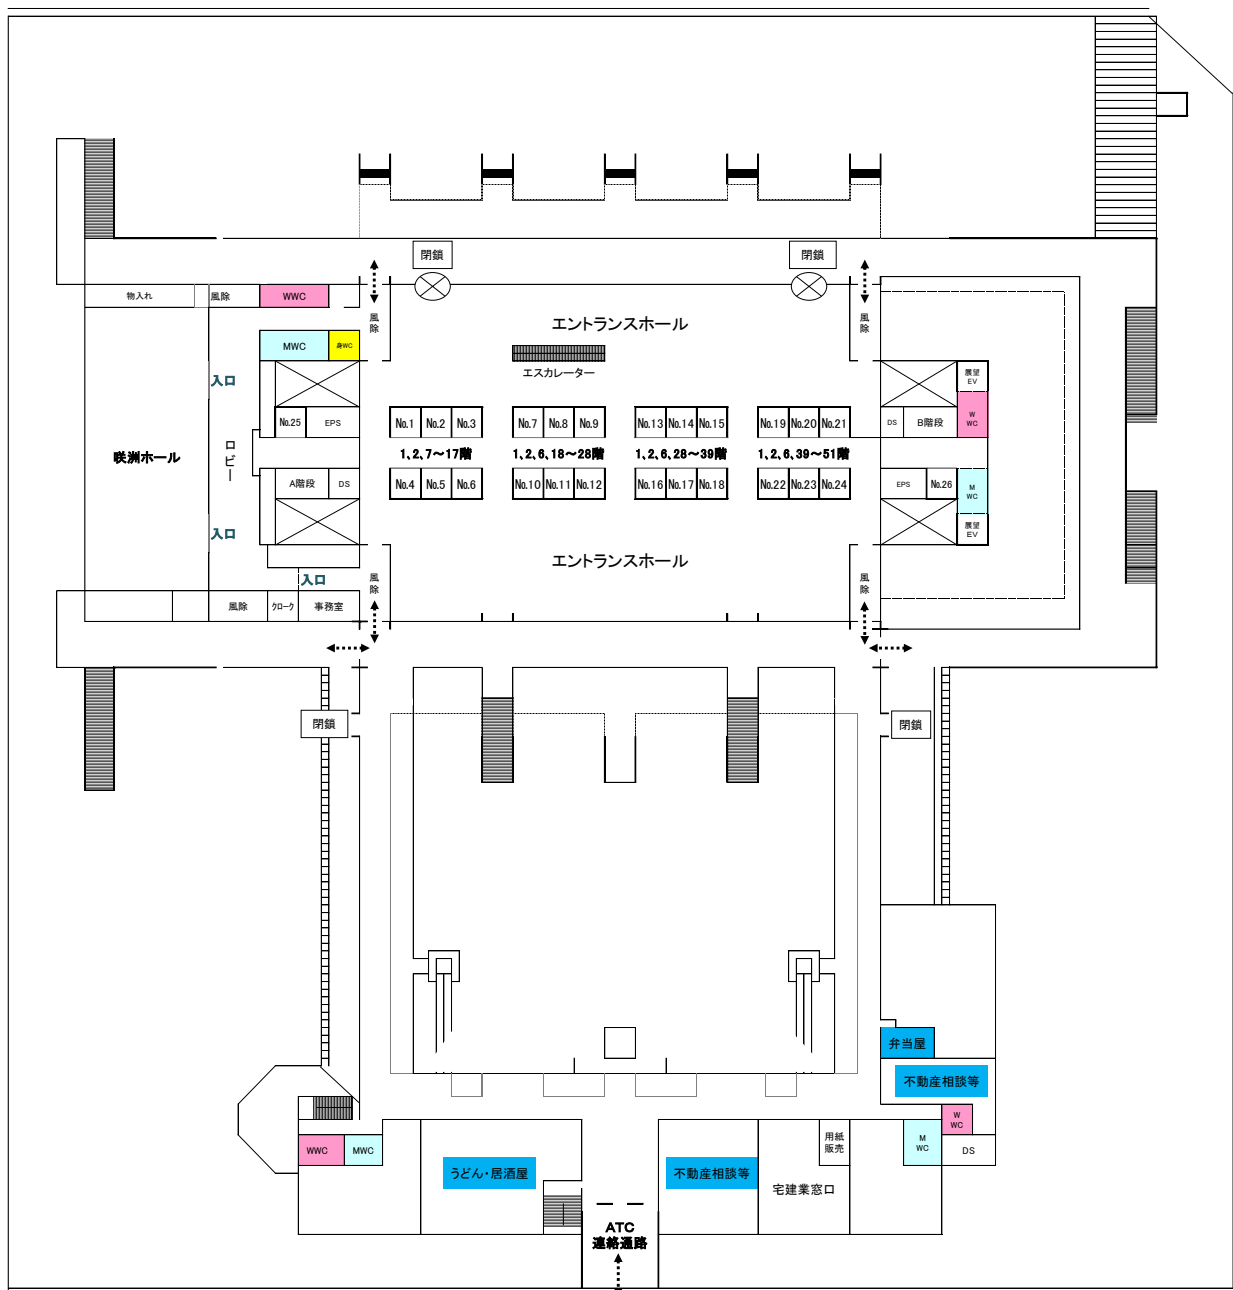 閉鎖
閉鎖
物入れ
風除
WWC
風除
風除
エントランスホール
MWC
身WC
エスカレーター
入口
展望
EV
W
WC
No.25
EPS
No.1
No.2
No.3
No.7
No.8
No.9
No.13
No.14
No.15
No.19
No.20
No.21
DS
B階段
咲洲ホール
ロビー
1、2、7～17階
1、2、6、18～28階
1、2、6、28～39階
1、2、6、39～51階
A階段
DS
No.4
No.5
No.6
No.10
No.11
No.12
No.16
No.17
No.18
No.22
No.23
No.24
EPS
No.26
M
WC
展望
EV
入口
エントランスホール
入口
風除
風除
風除
クローク
事務室
閉鎖
閉鎖
弁当屋
不動産相談等
W
WC
WWC
MWC
うどん・居酒屋
不動産相談等
用紙
販売
宅建業窓口
M
WC
DS
ATC
連絡通路